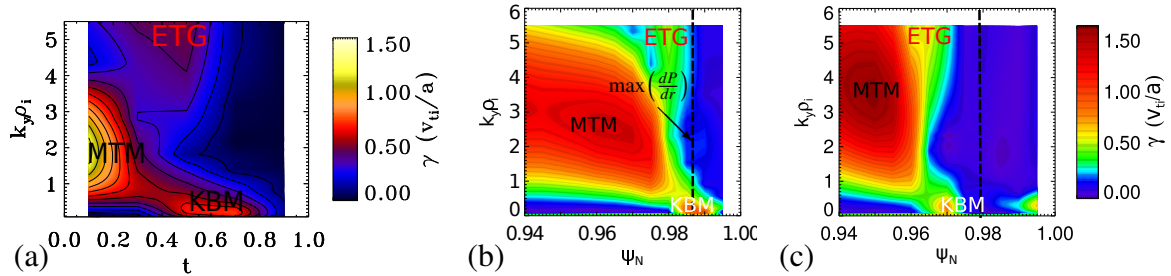 5
4
3
2
1
k_yρ_i
ETG
MTM
KBM
0.0 0.2 0.4 0.6 0.8 1.0
t
(a)
1.50
1.00
0.50
0.00
γ (v_ti/a)
6
5
4
3
2
1
0
k_yρ_i
ETG
max(dP/dr)
MTM
KBM
0.94 0.96 0.98 1.00
ψ_N
(b)
6
5
4
3
2
1
0
k_yρ_i
ETG
MTM
KBM
0.94 0.96 0.98 1.00
ψ_N
(c)
1.50
1.00
0.50
0.00
γ (v_ti/a)